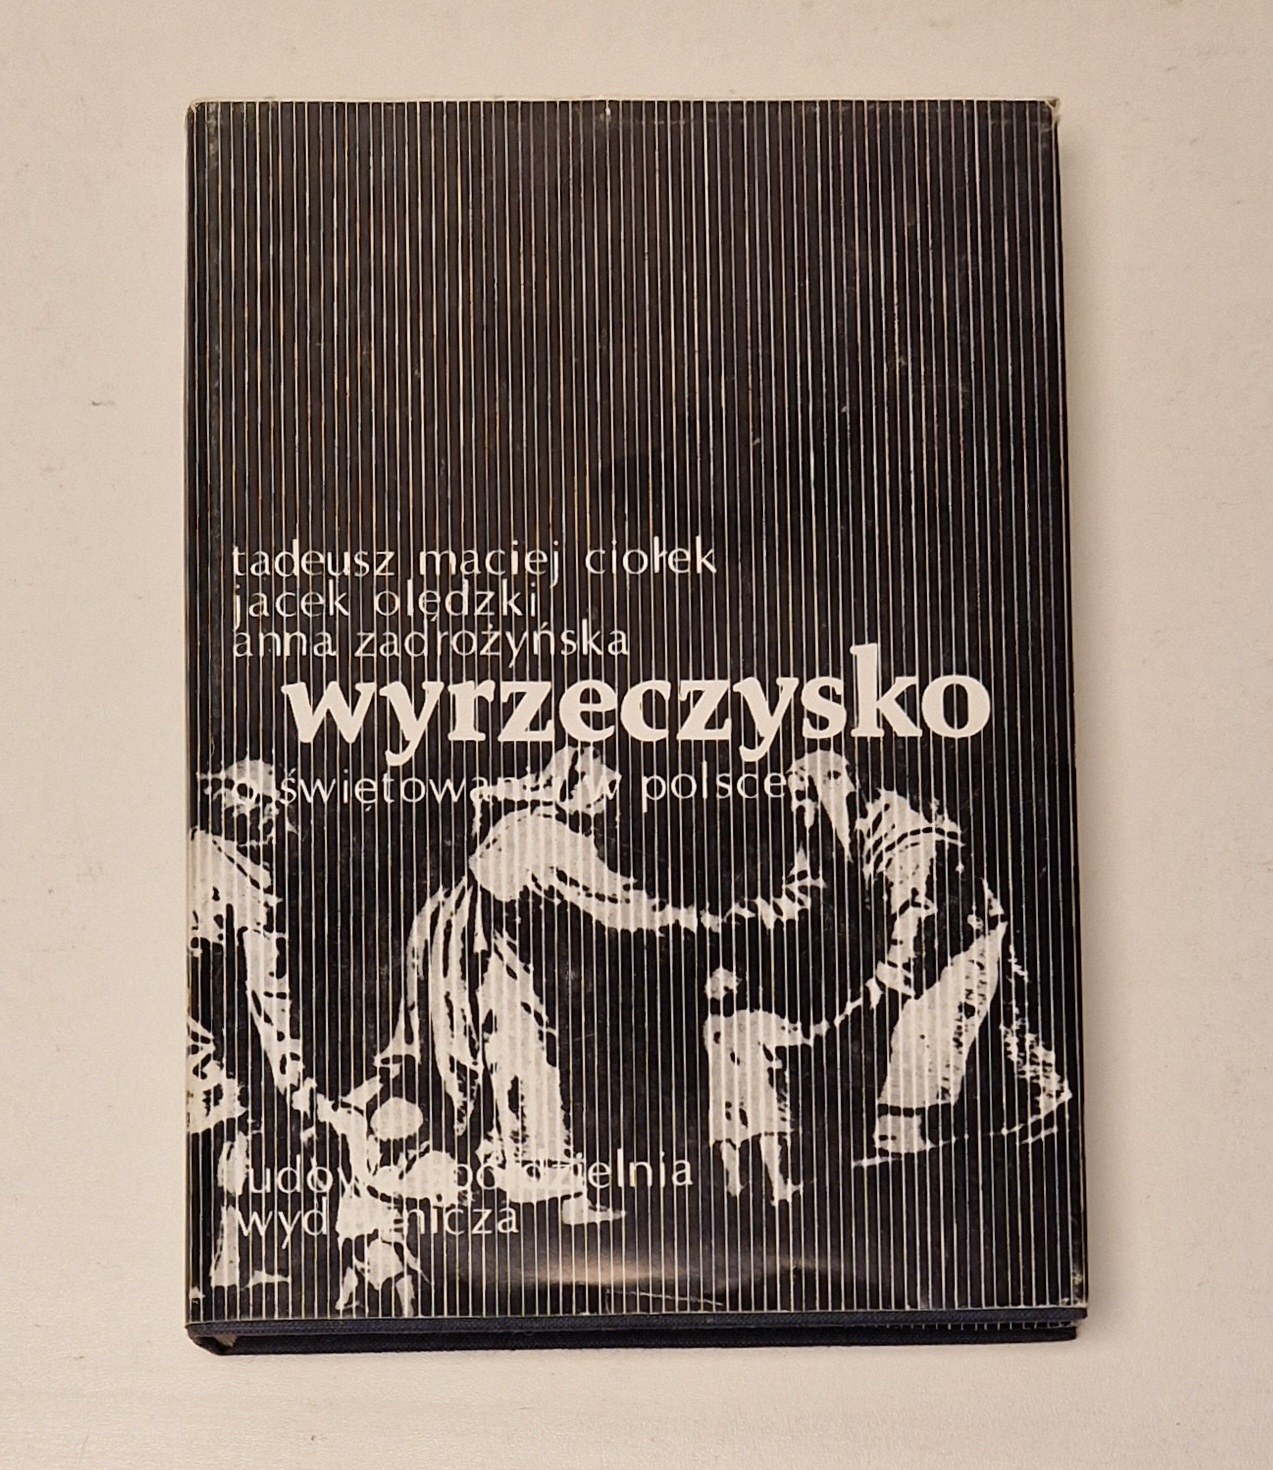 tadeusz maciej ciołek
jacek olędzki
anna zadrożyńska
wyrzeczysko
o świętowaniu w polsce
ludowa spółdzielnia
wydawnicza